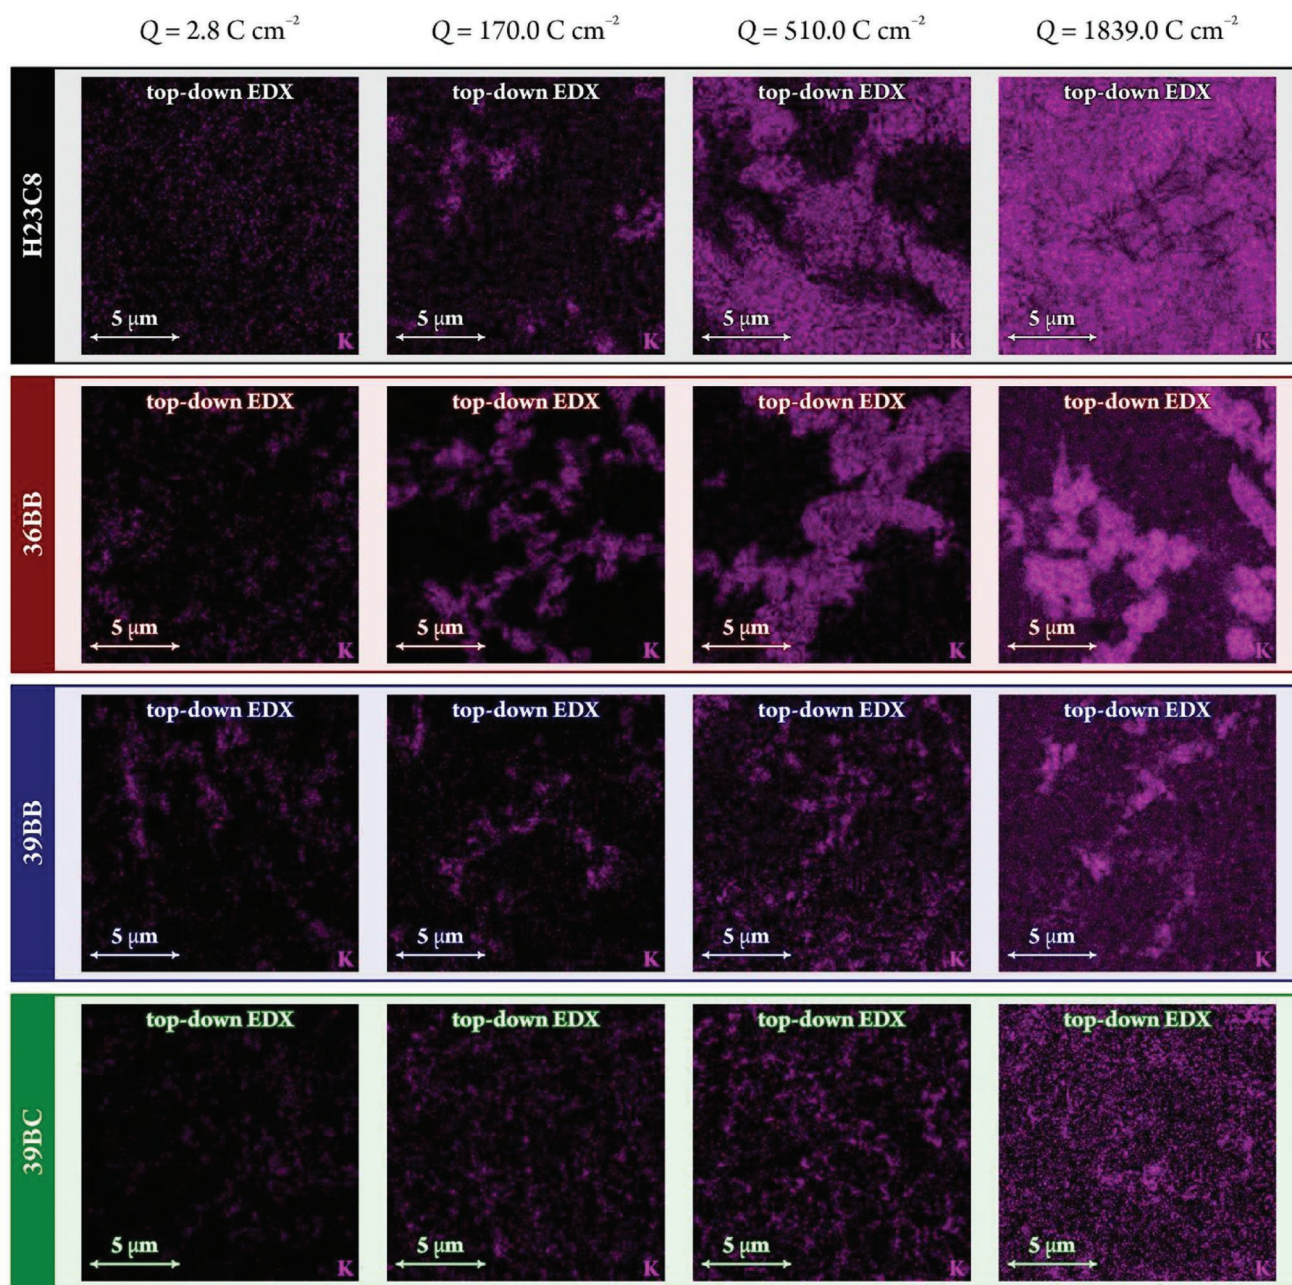 Q = 2.8 C cm⁻² Q = 170.0 C cm⁻² Q = 510.0 C cm⁻² Q = 1839.0 C cm⁻²
H23C8
top-down EDX top-down EDX top-down EDX top-down EDX
5 μm K 5 μm K 5 μm K 5 μm K
36BB
top-down EDX top-down EDX top-down EDX top-down EDX
5 μm K 5 μm K 5 μm K 5 μm K
39BB
top-down EDX top-down EDX top-down EDX top-down EDX
5 μm K 5 μm K 5 μm K 5 μm K
39BC
top-down EDX top-down EDX top-down EDX top-down EDX
5 μm K 5 μm K 5 μm K 5 μm K